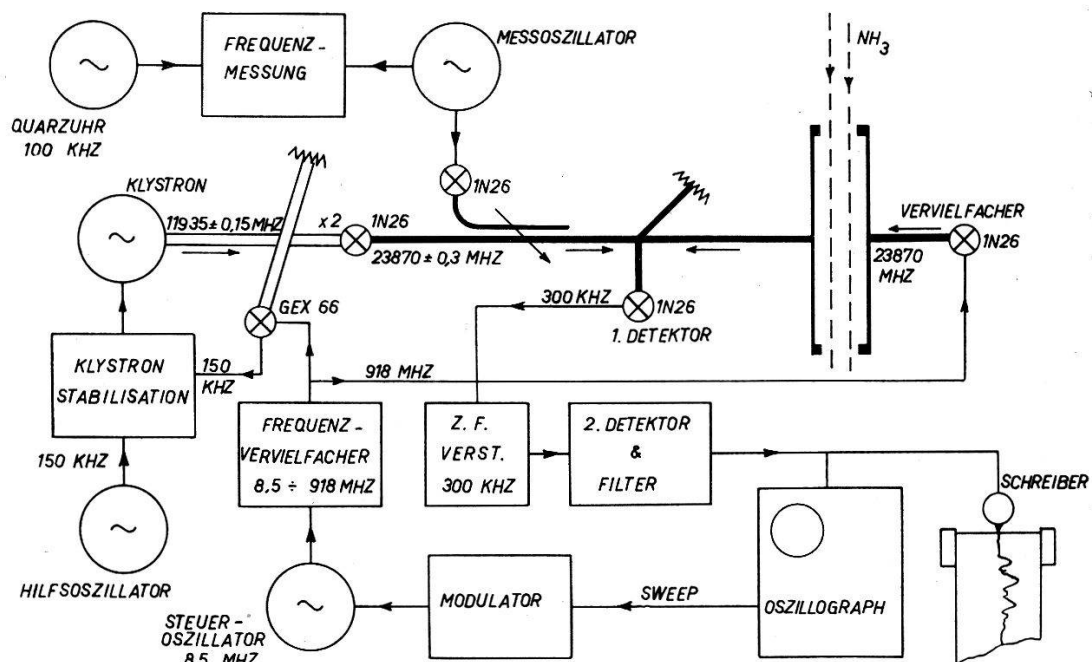 FREQUENZ-
MESSUNG
MESSOSZILLATOR
NH3
QUARZUHR
100 KHZ
KLYSTRON
1N26
11935 ± 0,15 MHZ
x2
1N26
VERVIELFACHER
1N26
23870 ± 0,3 MHZ
23870
MHZ
GEX 66
300 KHZ
1N26
1. DETEKTOR
KLYSTRON
STABILISATION
150
KHZ
918 MHZ
FREQUENZ-
VERVIELFACHER
8,5 ÷ 918 MHZ
Z. F.
VERST.
300 KHZ
2. DETEKTOR
&
FILTER
150 KHZ
SCHREIBER
HILFSOSZILLATOR
STEUER-
OSZILLATOR
8,5 MHZ
MODULATOR
SWEEP
OSZILLOGRAPH